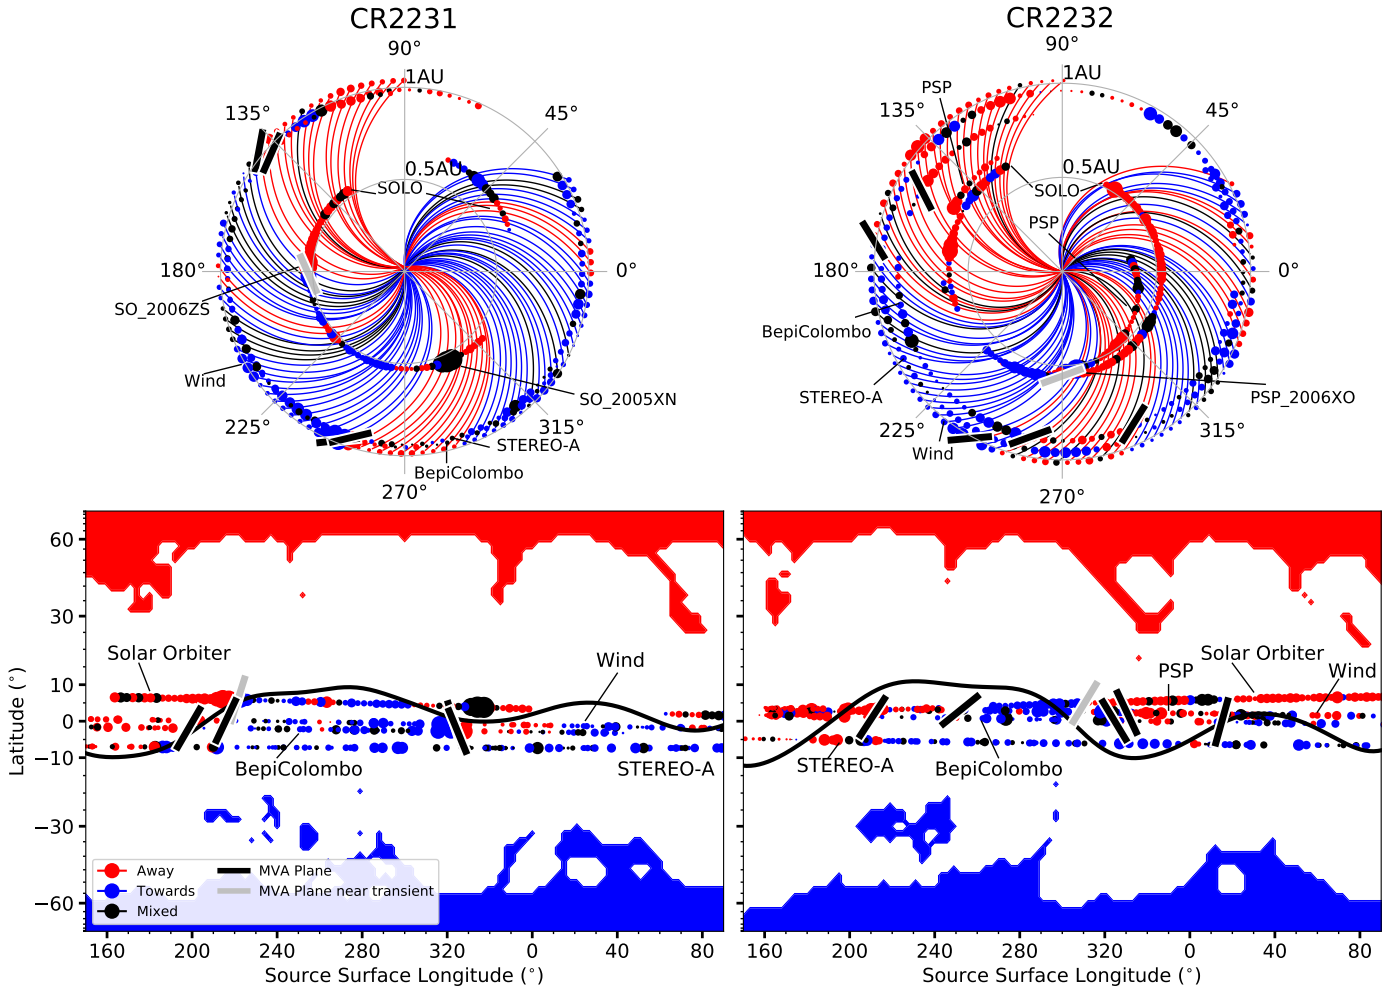 CR2231
CR2232
90°
90°
1AU
1AU
135°
45°
PSP
135°
45°
0.5AU
0.5AU
SOLO
SOLO
PSP
180°
0°
180°
0°
SO_2006ZS
BepiColombo
Wind
SO_2005XN
STEREO-A
PSP_2006XO
225°
315°
225°
315°
STEREO-A
Wind
BepiColombo
270°
270°
60
30
10
0
−10
−30
−60
Latitude (°)
Solar Orbiter
Wind
BepiColombo
STEREO-A
Away
Towards
Mixed
MVA Plane
MVA Plane near transient
160 200 240 280 320 0 40 80
Source Surface Longitude (°)
Solar Orbiter
PSP
Wind
STEREO-A
BepiColombo
160 200 240 280 320 0 40 80
Source Surface Longitude (°)